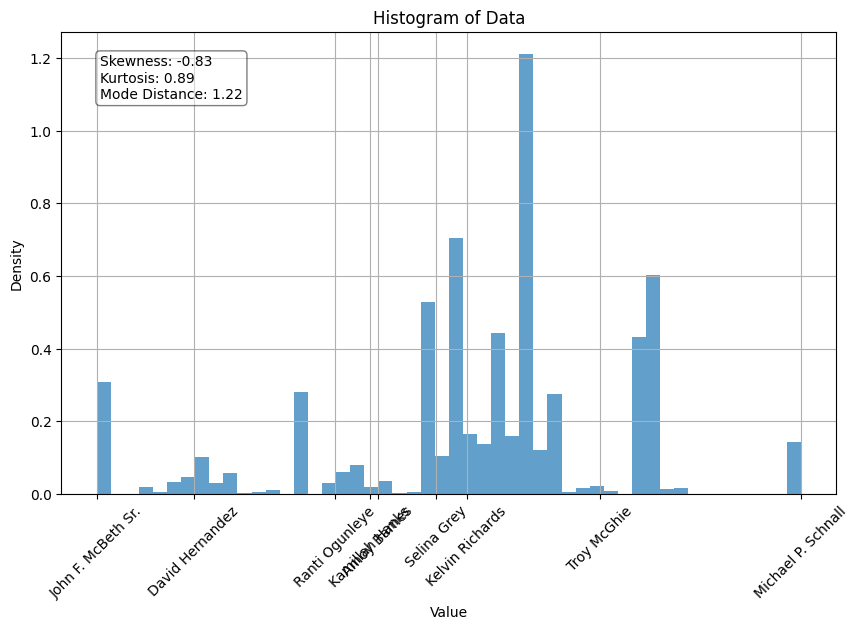 Histogram of Data
Skewness: -0.83
Kurtosis: 0.89
Mode Distance: 1.22
Density
1.2
1.0
0.8
0.6
0.4
0.2
0.0
John F. McBeth Sr.
David Hernandez
Ranti Ogunleye
Selina Grey
Kelvin Richards
Troy McGhie
Michael P. Schnall
Value